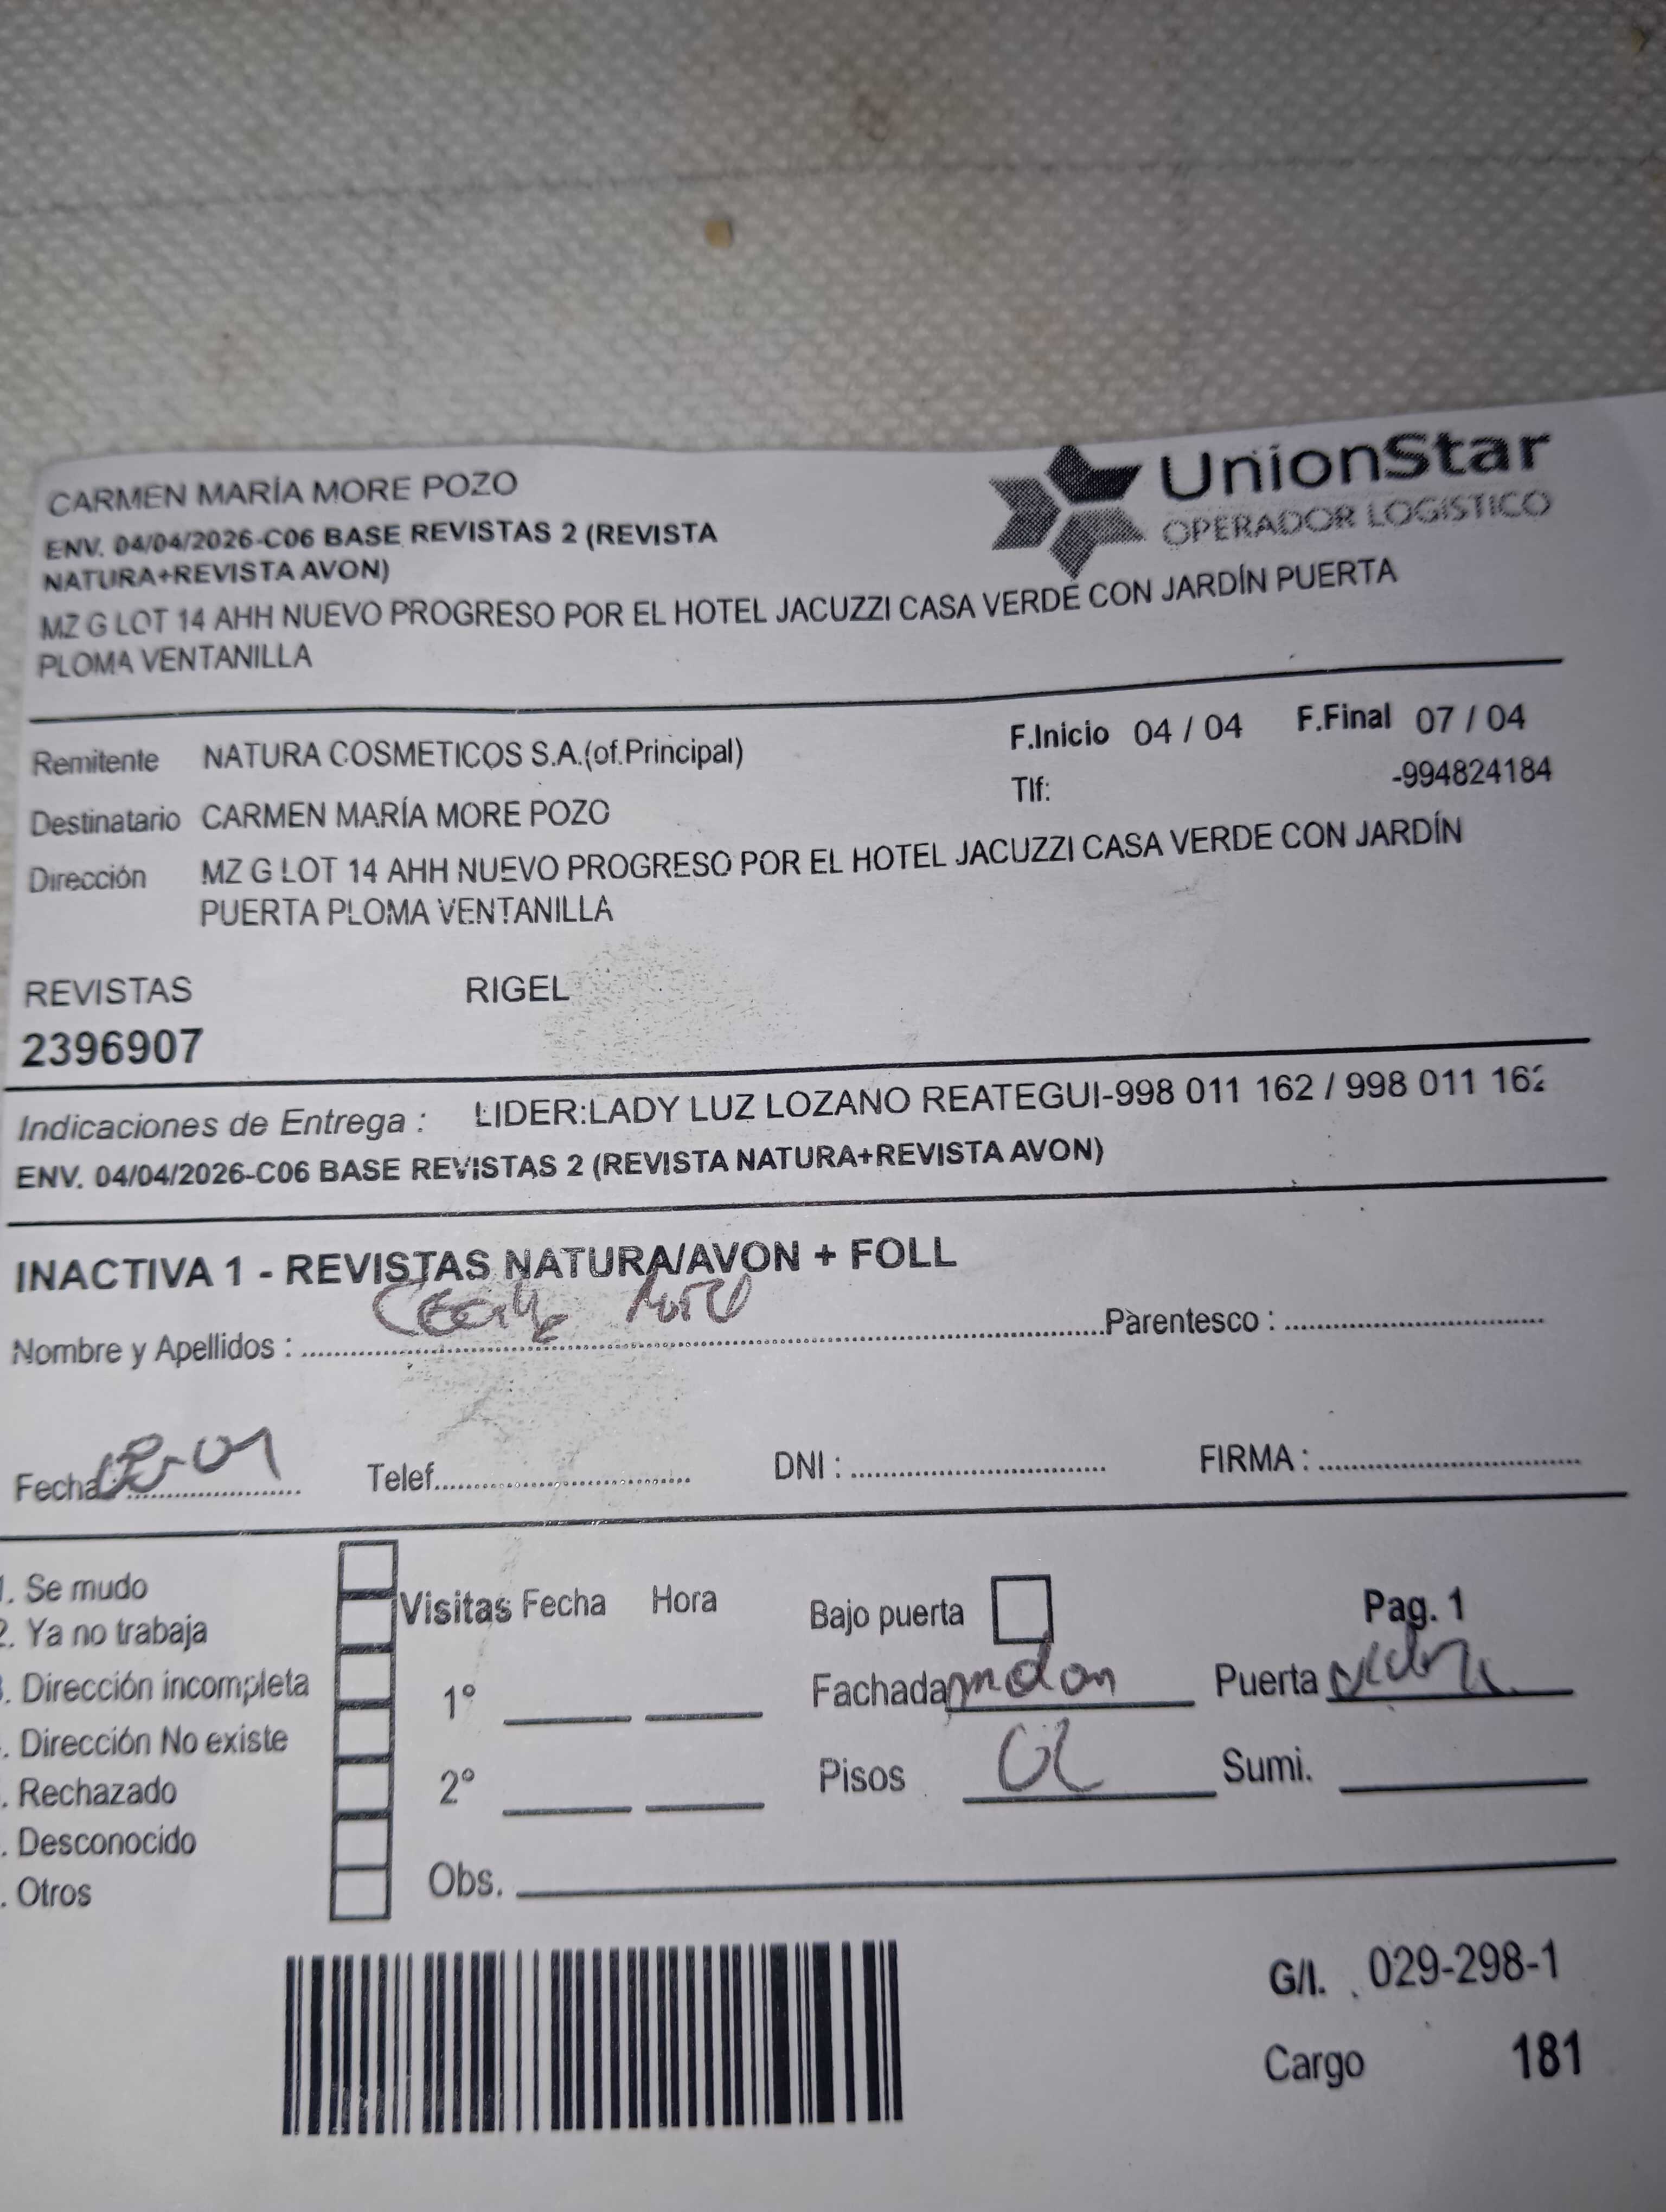 CARMEN MARÍA MORE POZO
UnionStar
OPERADOR LOGISTICO
ENV. 04/04/2026-C06 BASE REVISTAS 2 (REVISTA
NATURA+REVISTA AVON)
MZ G LOT 14 AHH NUEVO PROGRESO POR EL HOTEL JACUZZI CASA VERDE CON JARDÍN PUERTA
PLOMA VENTANILLA
Remitente NATURA COSMETICOS S.A.(of.Principal) F.Inicio 04 / 04 F.Final 07 / 04
Tlf: -994824184
Destinatario CARMEN MARÍA MORE POZO
Dirección MZ G LOT 14 AHH NUEVO PROGRESO POR EL HOTEL JACUZZI CASA VERDE CON JARDÍN
PUERTA PLOMA VENTANILLA
REVISTAS RIGEL
2396907
Indicaciones de Entrega : LIDER:LADY LUZ LOZANO REATEGUI-998 011 162 / 998 011 162
ENV. 04/04/2026-C06 BASE REVISTAS 2 (REVISTA NATURA+REVISTA AVON)
INACTIVA 1 - REVISTAS NATURA/AVON + FOLL
Nombre y Apellidos : More Parentesco :
Fecha Telef. DNI : FIRMA :
1. Se mudo
2. Ya no trabaja
. Dirección incompleta
. Dirección No existe
. Rechazado
. Desconocido
. Otros
Visitas Fecha Hora
1°
2°
Obs.
Bajo puerta Pag. 1
Fachada Puerta
Pisos Sumi.
G/I. 029-298-1
Cargo 181